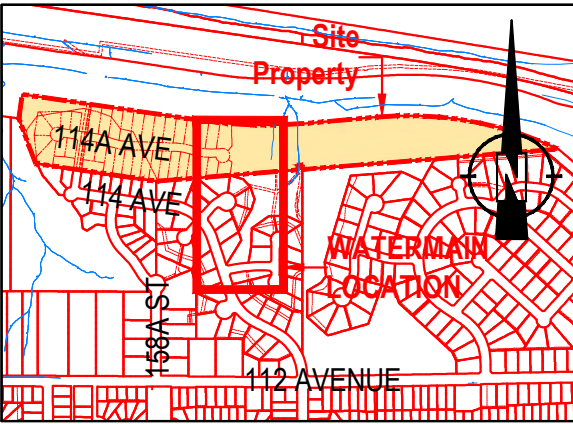 Site
Property
114A AVE
114 AVE
WATERMAIN
LOCATION
158A ST
112 AVENUE
N